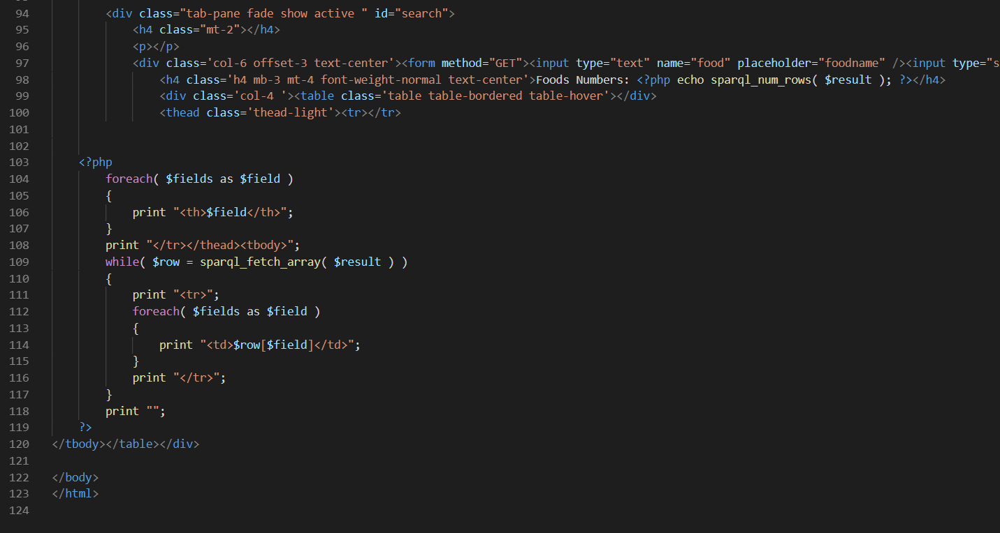 94 <div class="tab-pane fade show active " id="search">
95 <h4 class="mt-2"></h4>
96 <p></p>
97 <div class='col-6 offset-3 text-center'><form method="GET"><input type="text" name="food" placeholder="foodname" /><input type="s
98 <h4 class='h4 mb-3 mt-4 font-weight-normal text-center'>Foods Numbers: <?php echo sparql_num_rows( $result ); ?></h4>
99 <div class='col-4 '><table class='table table-bordered table-hover'></div>
100 <thead class='thead-light'><tr></tr>
101
102
103 <?php
104 foreach( $fields as $field )
105 {
106 print "<th>$field</th>";
107 }
108 print "</tr></thead><tbody>";
109 while( $row = sparql_fetch_array( $result ) )
110 {
111 print "<tr>";
112 foreach( $fields as $field )
113 {
114 print "<td>$row[$field]</td>";
115 }
116 print "</tr>";
117 }
118 print "";
119 ?>
120 </tbody></table></div>
121
122 </body>
123 </html>
124